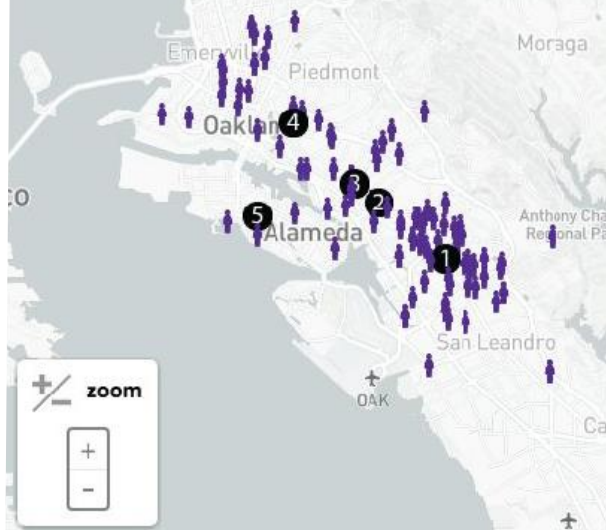 Moraga
Emeryvil
Piedmont
Oaklan
4
3
2
CO
5
Alameda
Anthony Cha
Regional Pa
1
San Leandro
OAK
zoom
Ca
+
-